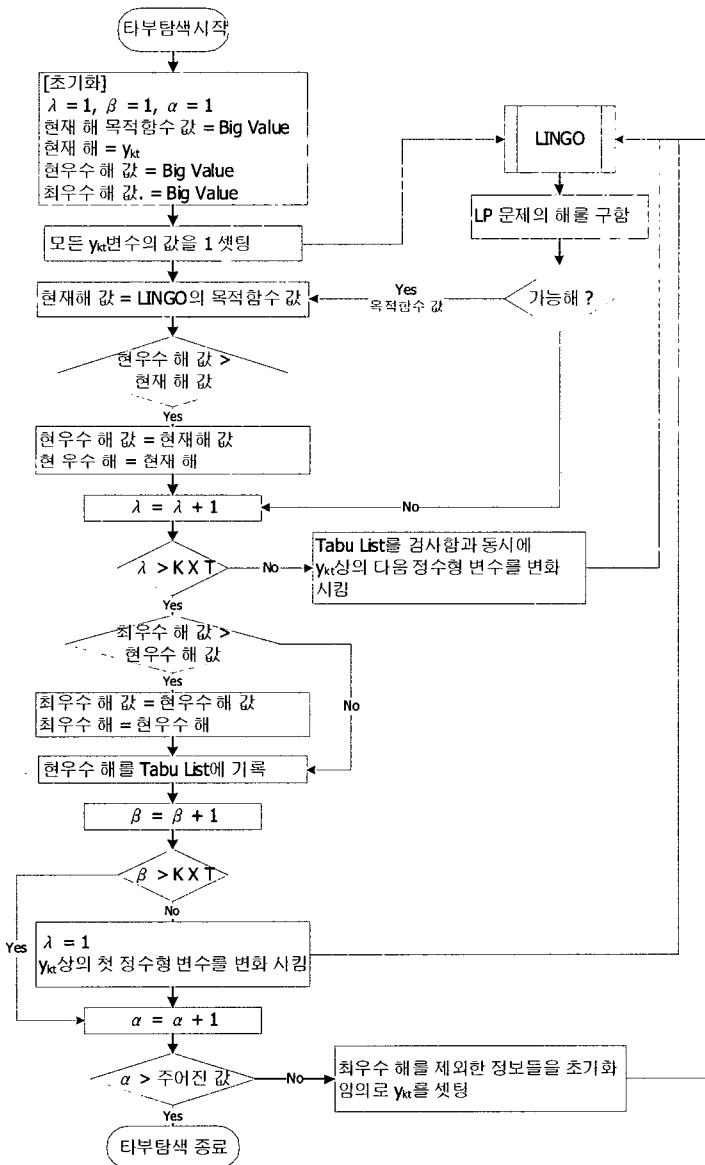 타부탐색시작
[초기화]
λ = 1, β = 1, α = 1
현재 해 목적함수 값 = Big Value
현재 해 = ykt
현우수 해 값 = Big Value
최우수 해 값. = Big Value
모든 ykt변수의 값을 1 셋팅
LINGO
LP 문제의 해를 구함
가능해 ?
Yes
목적함수 값
현재해 값 = LINGO의 목적함수 값
현우수 해 값 >
현재 해 값
Yes
현우수 해 값 = 현재해 값
현 우수 해 = 현재 해
No
λ = λ + 1
λ > K X T
No
Tabu List를 검사함과 동시에
ykt상의 다음 정수형 변수를 변화
시킴
Yes
최우수 해 값 >
현우수 해 값
Yes
No
최우수 해 값 = 현우수 해 값
최우수 해 = 현우수 해
현우수 해를 Tabu List에 기록
β = β + 1
β > K X T
No
Yes
λ = 1
ykt상의 첫 정수형 변수를 변화 시킴
α = α + 1
α > 주어진 값
No
최우수 해를 제외한 정보들을 초기화
임의로 ykt를 셋팅
Yes
타부탐색 종료